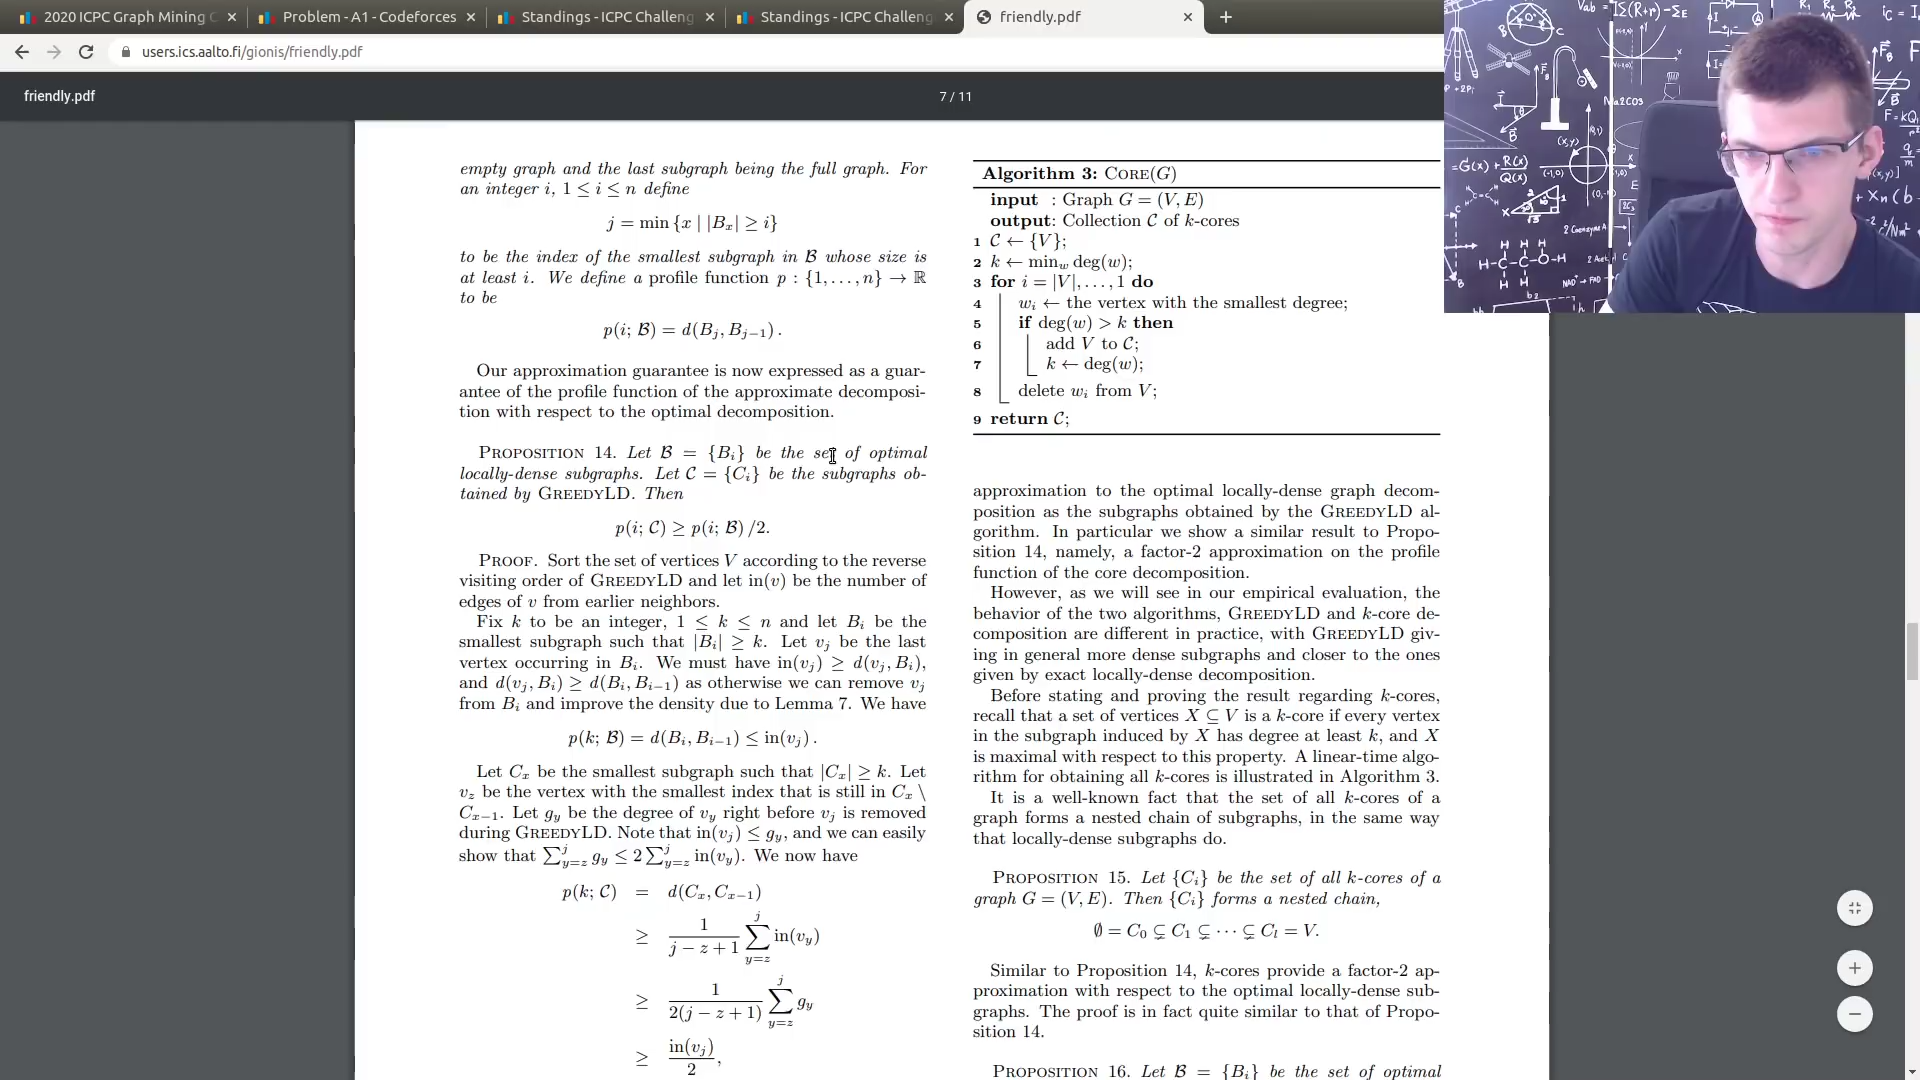 2020 ICPC Graph Mining C
Problem - A1 - Codeforces
Standings - ICPC Challeng
Standings - ICPC Challeng
friendly.pdf
users.ics.aalto.fi/gionis/friendly.pdf
friendly.pdf
7 / 11
empty graph and the last subgraph being the full graph. For
an integer i, 1 ≤ i ≤ n define
j = min {x | |Bₓ| ≥ i}
to be the index of the smallest subgraph in B whose size is
at least i. We define a profile function p : {1, . . . , n} → ℝ
to be
p(i; B) = d(Bⱼ, Bⱼ₋₁) .
Our approximation guarantee is now expressed as a guar-
antee of the profile function of the approximate decomposi-
tion with respect to the optimal decomposition.
Proposition 14. Let B = {Bᵢ} be the set of optimal
locally-dense subgraphs. Let C = {Cᵢ} be the subgraphs ob-
tained by GreedyLD. Then
p(i; C) ≥ p(i; B) /2.
Proof. Sort the set of vertices V according to the reverse
visiting order of GreedyLD and let in(v) be the number of
edges of v from earlier neighbors.
Fix k to be an integer, 1 ≤ k ≤ n and let Bᵢ be the
smallest subgraph such that |Bᵢ| ≥ k. Let vⱼ be the last
vertex occurring in Bᵢ. We must have in(vⱼ) ≥ d(vⱼ, Bᵢ),
and d(vⱼ, Bᵢ) ≥ d(Bᵢ, Bᵢ₋₁) as otherwise we can remove vⱼ
from Bᵢ and improve the density due to Lemma 7. We have
p(k; B) = d(Bᵢ, Bᵢ₋₁) ≤ in(vⱼ) .
Let Cₓ be the smallest subgraph such that |Cₓ| ≥ k. Let
v_z be the vertex with the smallest index that is still in Cₓ \
Cₓ₋₁. Let g_y be the degree of v_y right before vⱼ is removed
during GreedyLD. Note that in(vⱼ) ≤ g_y, and we can easily
show that ∑_{y=z}^{j} g_y ≤ 2 ∑_{y=z}^{j} in(v_y). We now have
p(k; C) = d(Cₓ, Cₓ₋₁)
≥ 1/(j − z + 1) ∑_{y=z}^{j} in(v_y)
≥ 1/(2(j − z + 1)) ∑_{y=z}^{j} g_y
≥ in(vⱼ)/2,
Algorithm 3: Core(G)
input : Graph G = (V, E)
output: Collection C of k-cores
1 C ← {V};
2 k ← min_w deg(w);
3 for i = |V|, . . . , 1 do
4 wᵢ ← the vertex with the smallest degree;
5 if deg(w) > k then
6 add V to C;
7 k ← deg(w);
8 delete wᵢ from V;
9 return C;
approximation to the optimal locally-dense graph decom-
position as the subgraphs obtained by the GreedyLD al-
gorithm. In particular we show a similar result to Propo-
sition 14, namely, a factor-2 approximation on the profile
function of the core decomposition.
However, as we will see in our empirical evaluation, the
behavior of the two algorithms, GreedyLD and k-core de-
composition are different in practice, with GreedyLD giv-
ing in general more dense subgraphs and closer to the ones
given by exact locally-dense decomposition.
Before stating and proving the result regarding k-cores,
recall that a set of vertices X ⊆ V is a k-core if every vertex
in the subgraph induced by X has degree at least k, and X
is maximal with respect to this property. A linear-time algo-
rithm for obtaining all k-cores is illustrated in Algorithm 3.
It is a well-known fact that the set of all k-cores of a
graph forms a nested chain of subgraphs, in the same way
that locally-dense subgraphs do.
Proposition 15. Let {Cᵢ} be the set of all k-cores of a
graph G = (V, E). Then {Cᵢ} forms a nested chain,
∅ = C₀ ⊊ C₁ ⊊ · · · ⊊ Cₗ = V.
Similar to Proposition 14, k-cores provide a factor-2 ap-
proximation with respect to the optimal locally-dense sub-
graphs. The proof is in fact quite similar to that of Propo-
sition 14.
Proposition 16. Let B = {Bᵢ} be the set of optimal